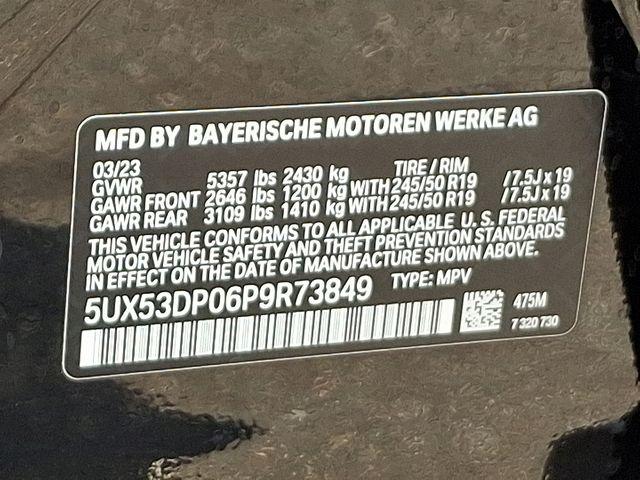 MFD BY BAYERISCHE MOTOREN WERKE AG
03/23 TIRE / RIM
GVWR 5357 lbs 2430 kg
GAWR FRONT 2646 lbs 1200 kg WITH 245/50 R19 /7.5J x 19
GAWR REAR 3109 lbs 1410 kg WITH 245/50 R19 /7.5J x 19
THIS VEHICLE CONFORMS TO ALL APPLICABLE U.S. FEDERAL
MOTOR VEHICLE SAFETY AND THEFT PREVENTION STANDARDS
IN EFFECT ON THE DATE OF MANUFACTURE SHOWN ABOVE.
5UX53DP06P9R73849 TYPE: MPV
475M
7 320 730